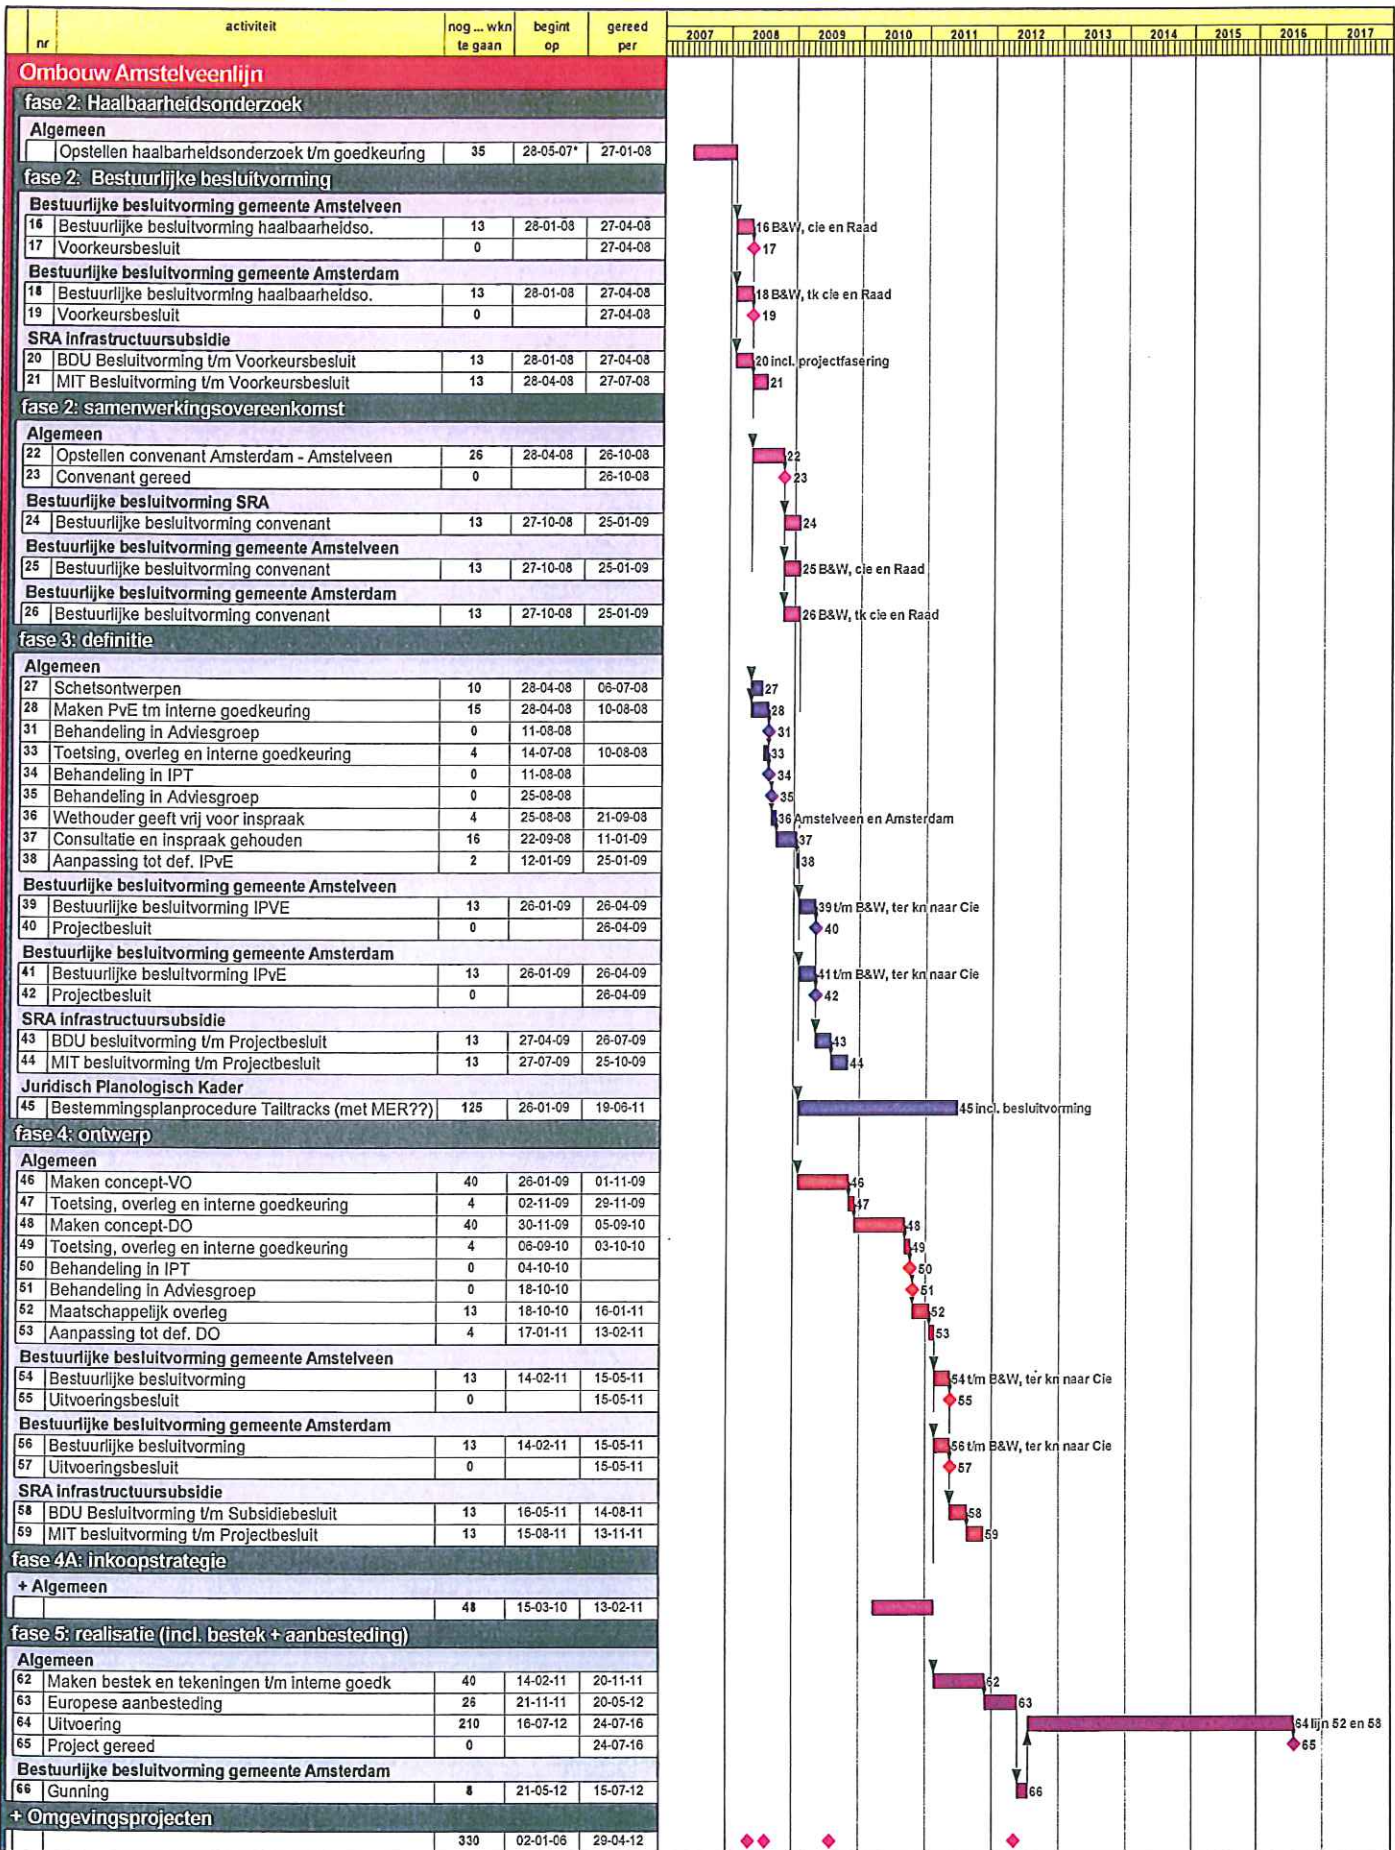 nr activiteit nog ... wkn te gaan begint op gereed per 2007 2008 2009 2010 2011 2012 2013 2014 2015 2016 2017
Ombouw Amstelveenlijn
fase 2: Haalbaarheidsonderzoek
Algemeen
Opstellen haalbarheidsonderzoek t/m goedkeuring 35 28-05-07* 27-01-08
fase 2: Bestuurlijke besluitvorming
Bestuurlijke besluitvorming gemeente Amstelveen
16 Bestuurlijke besluitvorming haalbaarheidso. 13 28-01-08 27-04-08 16 B&W, cie en Raad
17 Voorkeursbesluit 0 27-04-08 17
Bestuurlijke besluitvorming gemeente Amsterdam
18 Bestuurlijke besluitvorming haalbaarheidso. 13 28-01-08 27-04-08 18 B&W, tk cie en Raad
19 Voorkeursbesluit 0 27-04-08 19
SRA infrastructuursubsidie
20 BDU Besluitvorming t/m Voorkeursbesluit 13 28-01-08 27-04-08 20 incl. projectfasering
21 MIT Besluitvorming t/m Voorkeursbesluit 13 28-04-08 27-07-08 21
fase 2: samenwerkingsovereenkomst
Algemeen
22 Opstellen convenant Amsterdam - Amstelveen 26 28-04-08 26-10-08 22
23 Convenant gereed 0 26-10-08 23
Bestuurlijke besluitvorming SRA
24 Bestuurlijke besluitvorming convenant 13 27-10-08 25-01-09 24
Bestuurlijke besluitvorming gemeente Amstelveen
25 Bestuurlijke besluitvorming convenant 13 27-10-08 25-01-09 25 B&W, cie en Raad
Bestuurlijke besluitvorming gemeente Amsterdam
26 Bestuurlijke besluitvorming convenant 13 27-10-08 25-01-09 26 B&W, tk cie en Raad
fase 3: definitie
Algemeen
27 Schetsontwerpen 10 28-04-08 06-07-08 27
28 Maken PvE tm interne goedkeuring 15 28-04-08 10-08-08 28
31 Behandeling in Adviesgroep 0 11-08-08 31
33 Toetsing, overleg en interne goedkeuring 4 14-07-08 10-08-08 33
34 Behandeling in IPT 0 11-08-08 34
35 Behandeling in Adviesgroep 0 25-08-08 35
36 Wethouder geeft vrij voor inspraak 4 25-08-08 21-09-08 36 Amstelveen en Amsterdam
37 Consultatie en inspraak gehouden 16 22-09-08 11-01-09 37
38 Aanpassing tot def. IPvE 2 12-01-09 25-01-09 38
Bestuurlijke besluitvorming gemeente Amstelveen
39 Bestuurlijke besluitvorming IPVE 13 26-01-09 26-04-09 39 t/m B&W, ter kn naar Cie
40 Projectbesluit 0 26-04-09 40
Bestuurlijke besluitvorming gemeente Amsterdam
41 Bestuurlijke besluitvorming IPvE 13 26-01-09 26-04-09 41 t/m B&W, ter kn naar Cie
42 Projectbesluit 0 26-04-09 42
SRA infrastructuursubsidie
43 BDU besluitvorming t/m Projectbesluit 13 27-04-09 26-07-09 43
44 MIT besluitvorming t/m Projectbesluit 13 27-07-09 25-10-09 44
Juridisch Planologisch Kader
45 Bestemmingsplanprocedure Tailtracks (met MER??) 125 26-01-09 19-06-11 45 incl. besluitvorming
fase 4: ontwerp
Algemeen
46 Maken concept-VO 40 26-01-09 01-11-09 46
47 Toetsing, overleg en interne goedkeuring 4 02-11-09 29-11-09 47
48 Maken concept-DO 40 30-11-09 05-09-10 48
49 Toetsing, overleg en interne goedkeuring 4 06-09-10 03-10-10 49
50 Behandeling in IPT 0 04-10-10 50
51 Behandeling in Adviesgroep 0 18-10-10 51
52 Maatschappelijk overleg 13 18-10-10 16-01-11 52
53 Aanpassing tot def. DO 4 17-01-11 13-02-11 53
Bestuurlijke besluitvorming gemeente Amstelveen
54 Bestuurlijke besluitvorming 13 14-02-11 15-05-11 54 t/m B&W, ter kn naar Cie
55 Uitvoeringsbesluit 0 15-05-11 55
Bestuurlijke besluitvorming gemeente Amsterdam
56 Bestuurlijke besluitvorming 13 14-02-11 15-05-11 56 t/m B&W, ter kn naar Cie
57 Uitvoeringsbesluit 0 15-05-11 57
SRA infrastructuursubsidie
58 BDU Besluitvorming t/m Subsidiebesluit 13 16-05-11 14-08-11 58
59 MIT besluitvorming t/m Projectbesluit 13 15-08-11 13-11-11 59
fase 4A: inkoopstrategie
+ Algemeen
48 15-03-10 13-02-11
fase 5: realisatie (incl. bestek + aanbesteding)
Algemeen
62 Maken bestek en tekeningen t/m interne goedk 40 14-02-11 20-11-11 62
63 Europese aanbesteding 26 21-11-11 20-05-12 63
64 Uitvoering 210 16-07-12 24-07-16 64 lijn 52 en 58
65 Project gereed 0 24-07-16 65
Bestuurlijke besluitvorming gemeente Amsterdam
66 Gunning 8 21-05-12 15-07-12 66
+ Omgevingsprojecten
330 02-01-06 29-04-12